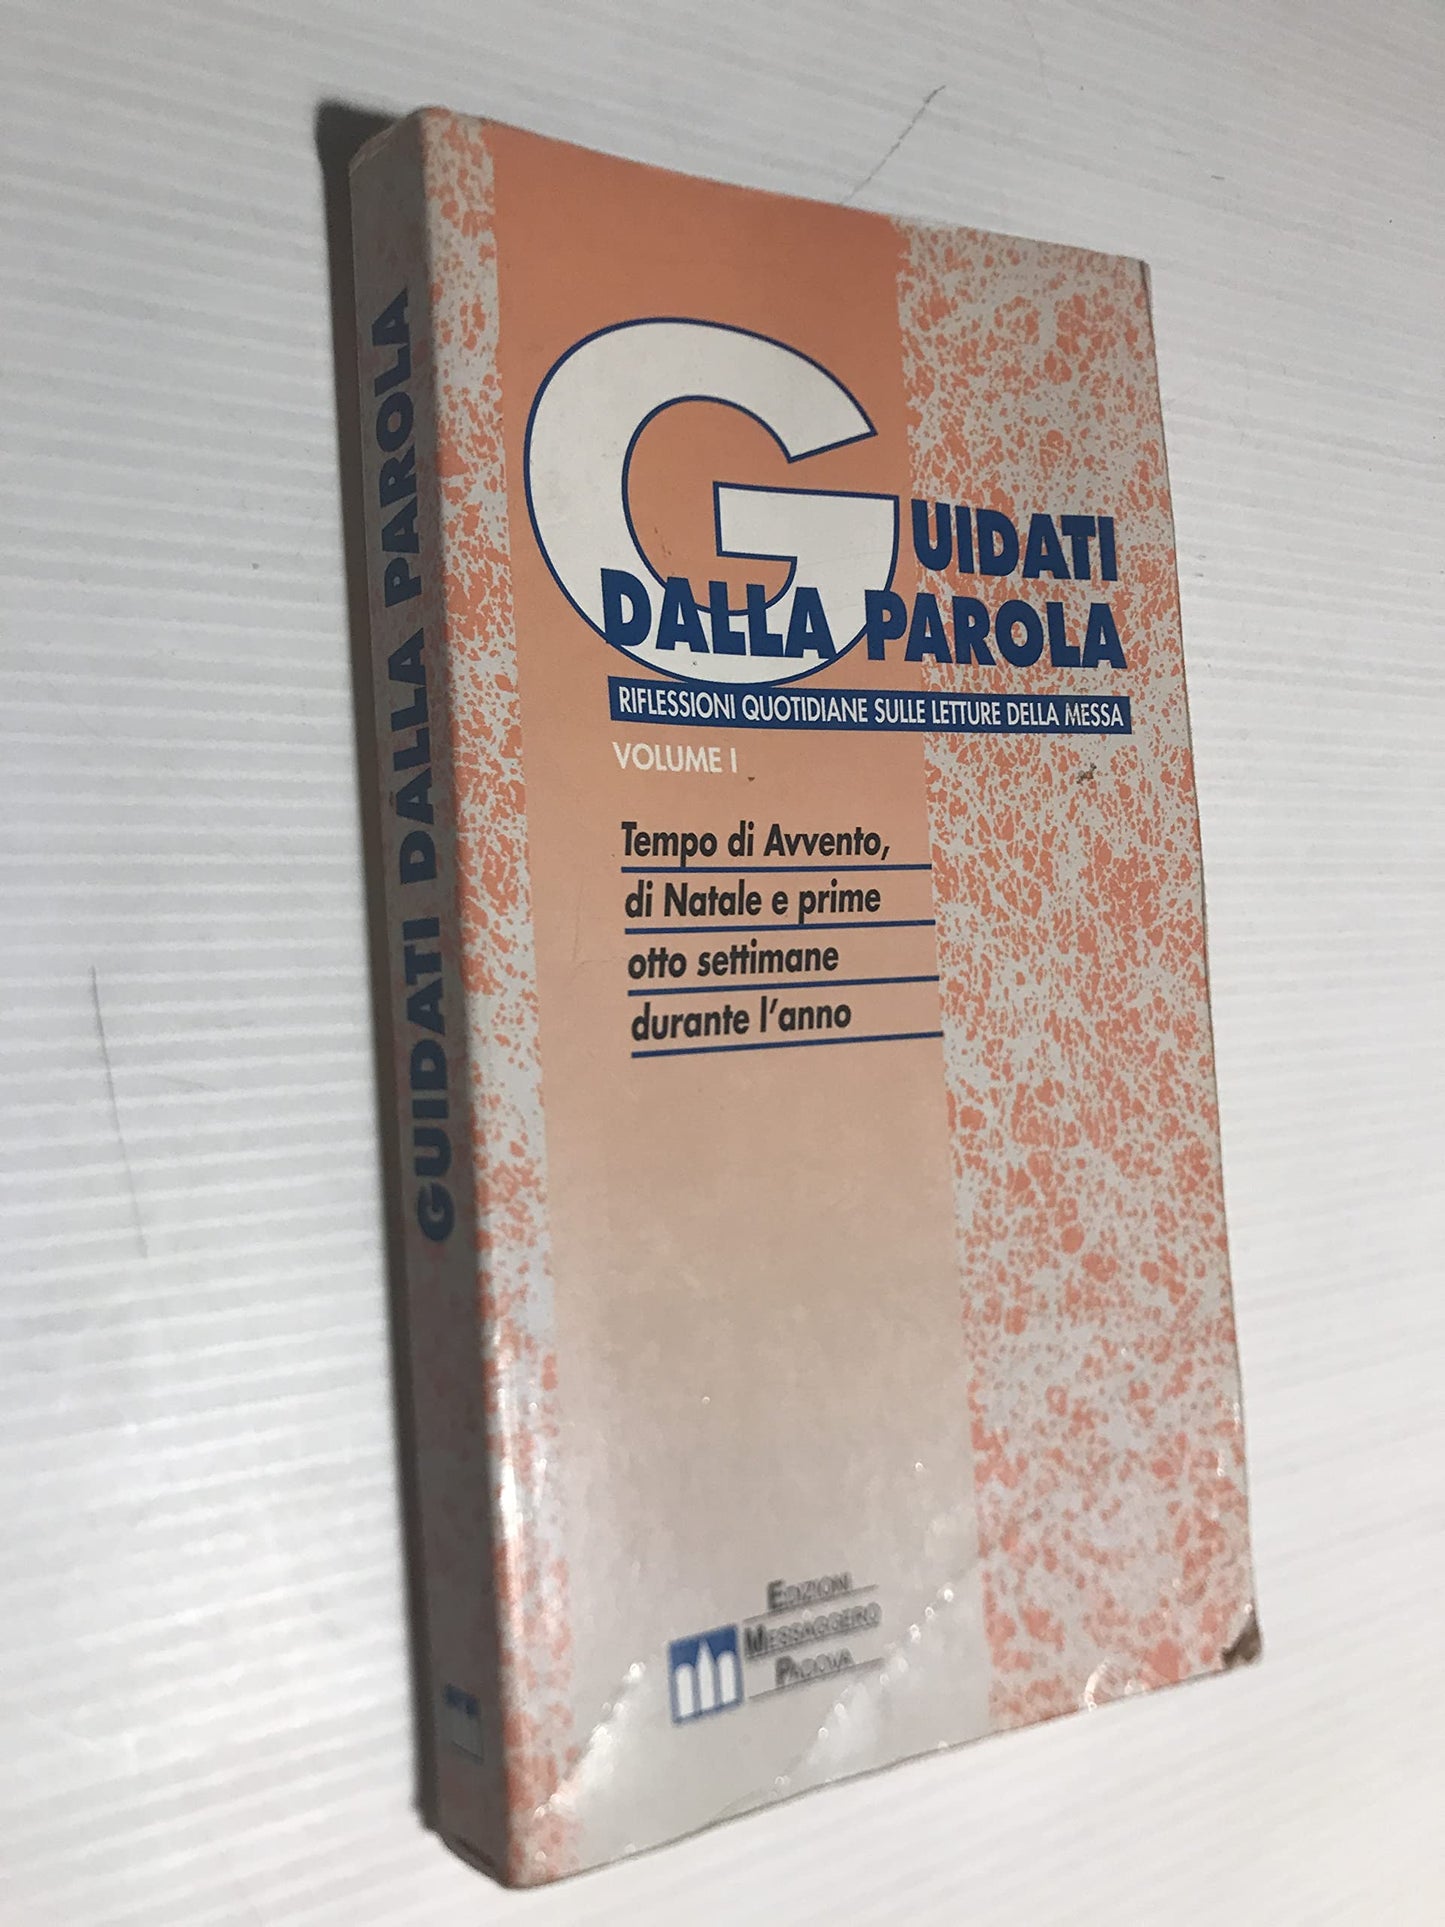 GUIDATI DALLA PAROLA
GUIDATI
DALLA PAROLA
RIFLESSIONI QUOTIDIANE SULLE LETTURE DELLA MESSA
VOLUME I
Tempo di Avvento,
di Natale e prime
otto settimane
durante l'anno
EDIZIONI
MESSAGGERO
PADOVA